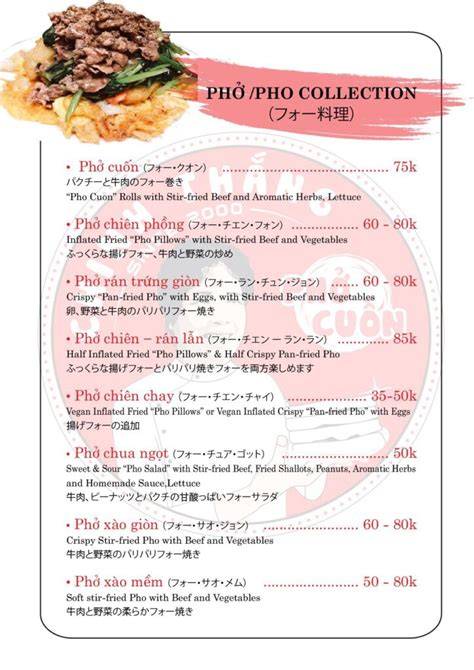 PHỞ /PHO COLLECTION
(フォー料理)
• Phở cuốn (フォー・クオン) ........ 75k
パクチーと牛肉のフォー巻き
“Pho Cuon” Rolls with Stir-fried Beef and Aromatic Herbs, Lettuce
• Phở chiên phồng (フォー・チエン・フォン) ........ 60 - 80k
Inflated Fried “Pho Pillows” with Stir-fried Beef and Vegetables
ふっくらな揚げフォー、牛肉と野菜の炒め
• Phở rán trứng giòn (フォー・ラン・チュン・ジョン) ........ 60 - 80k
Crispy “Pan-fried Pho” with Eggs, with Stir-fried Beef and Vegetables
卵、野菜と牛肉のパリパリフォー焼き
• Phở chiên – rán lẫn (フォー・チエン – ラン・ラン) ........ 85k
Half Inflated Fried “Pho Pillows” & Half Crispy Pan-fried Pho
ふっくらな揚げフォーとパリパリ焼きフォーを両方楽しめます
• Phở chiên chay (フォー・チエン・チャイ) ........ 35-50k
Vegan Inflated Fried “Pho Pillows” or Vegan Inflated Crispy “Pan-fried Pho” with Eggs
揚げフォーの追加
• Phở chua ngọt (フォー・チュア・ゴット) ........ 50k
Sweet & Sour “Pho Salad” with Stir-fried Beef, Fried Shallots, Peanuts, Aromatic Herbs
and Homemade Sauce,Lettuce
牛肉、ピーナッツとパクチの甘酸っぱいフォーサラダ
• Phở xào giòn (フォー・サオ・ジョン) ........ 60 - 80k
Crispy Stir-fried Pho with Beef and Vegetables
牛肉と野菜のパリパリフォー焼き
• Phở xào mềm (フォー・サオ・メム) ........ 50 - 80k
Soft stir-fried Pho with Beef and Vegetables
牛肉と野菜の柔らかフォー焼き
THẮNG
2000
CUỐN